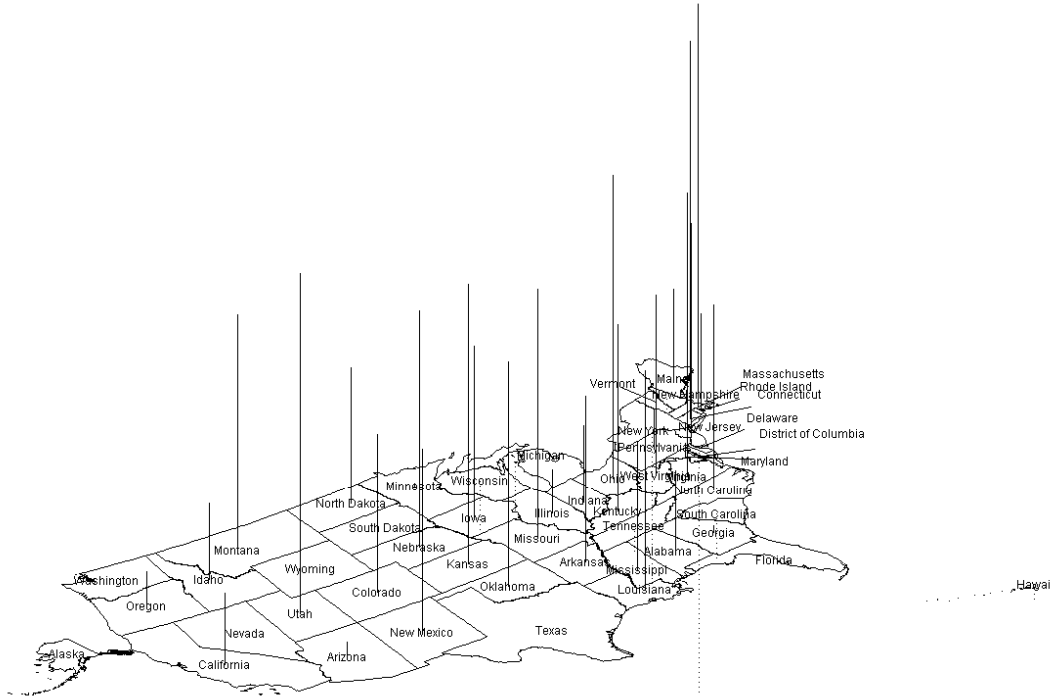 Massachusetts
Maine
Rhode Island
Vermont
New Hampshire
Connecticut
Delaware
New York
New Jersey
District of Columbia
Pennsylvania
Michigan
Maryland
Ohio
West Virginia
Virginia
Wisconsin
Minnesota
North Carolina
North Dakota
Indiana
Illinois
Kentucky
South Carolina
Iowa
South Dakota
Tennessee
Georgia
Missouri
Nebraska
Montana
Alabama
Florida
Kansas
Arkansas
Wyoming
Mississippi
Washington
Idaho
Hawai
Oklahoma
Louisiana
Colorado
Oregon
Utah
Nevada
New Mexico
Texas
Alaska
Arizona
California